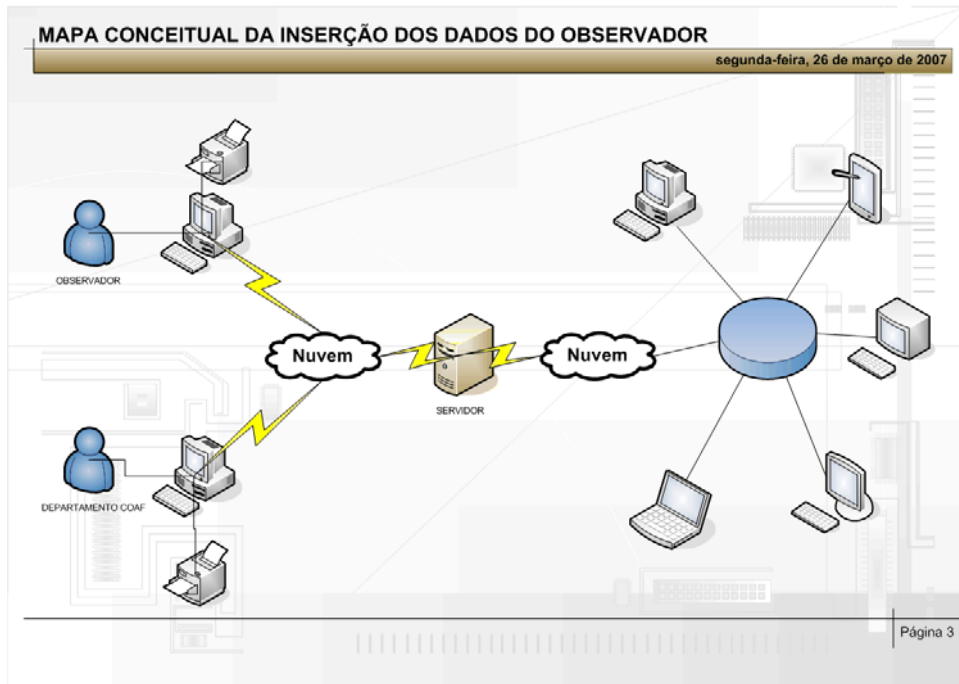 MAPA CONCEITUAL DA INSERÇÃO DOS DADOS DO OBSERVADOR
segunda-feira, 26 de março de 2007
OBSERVADOR
Nuvem
Nuvem
SERVIDOR
DEPARTAMENTO COAF
Página 3